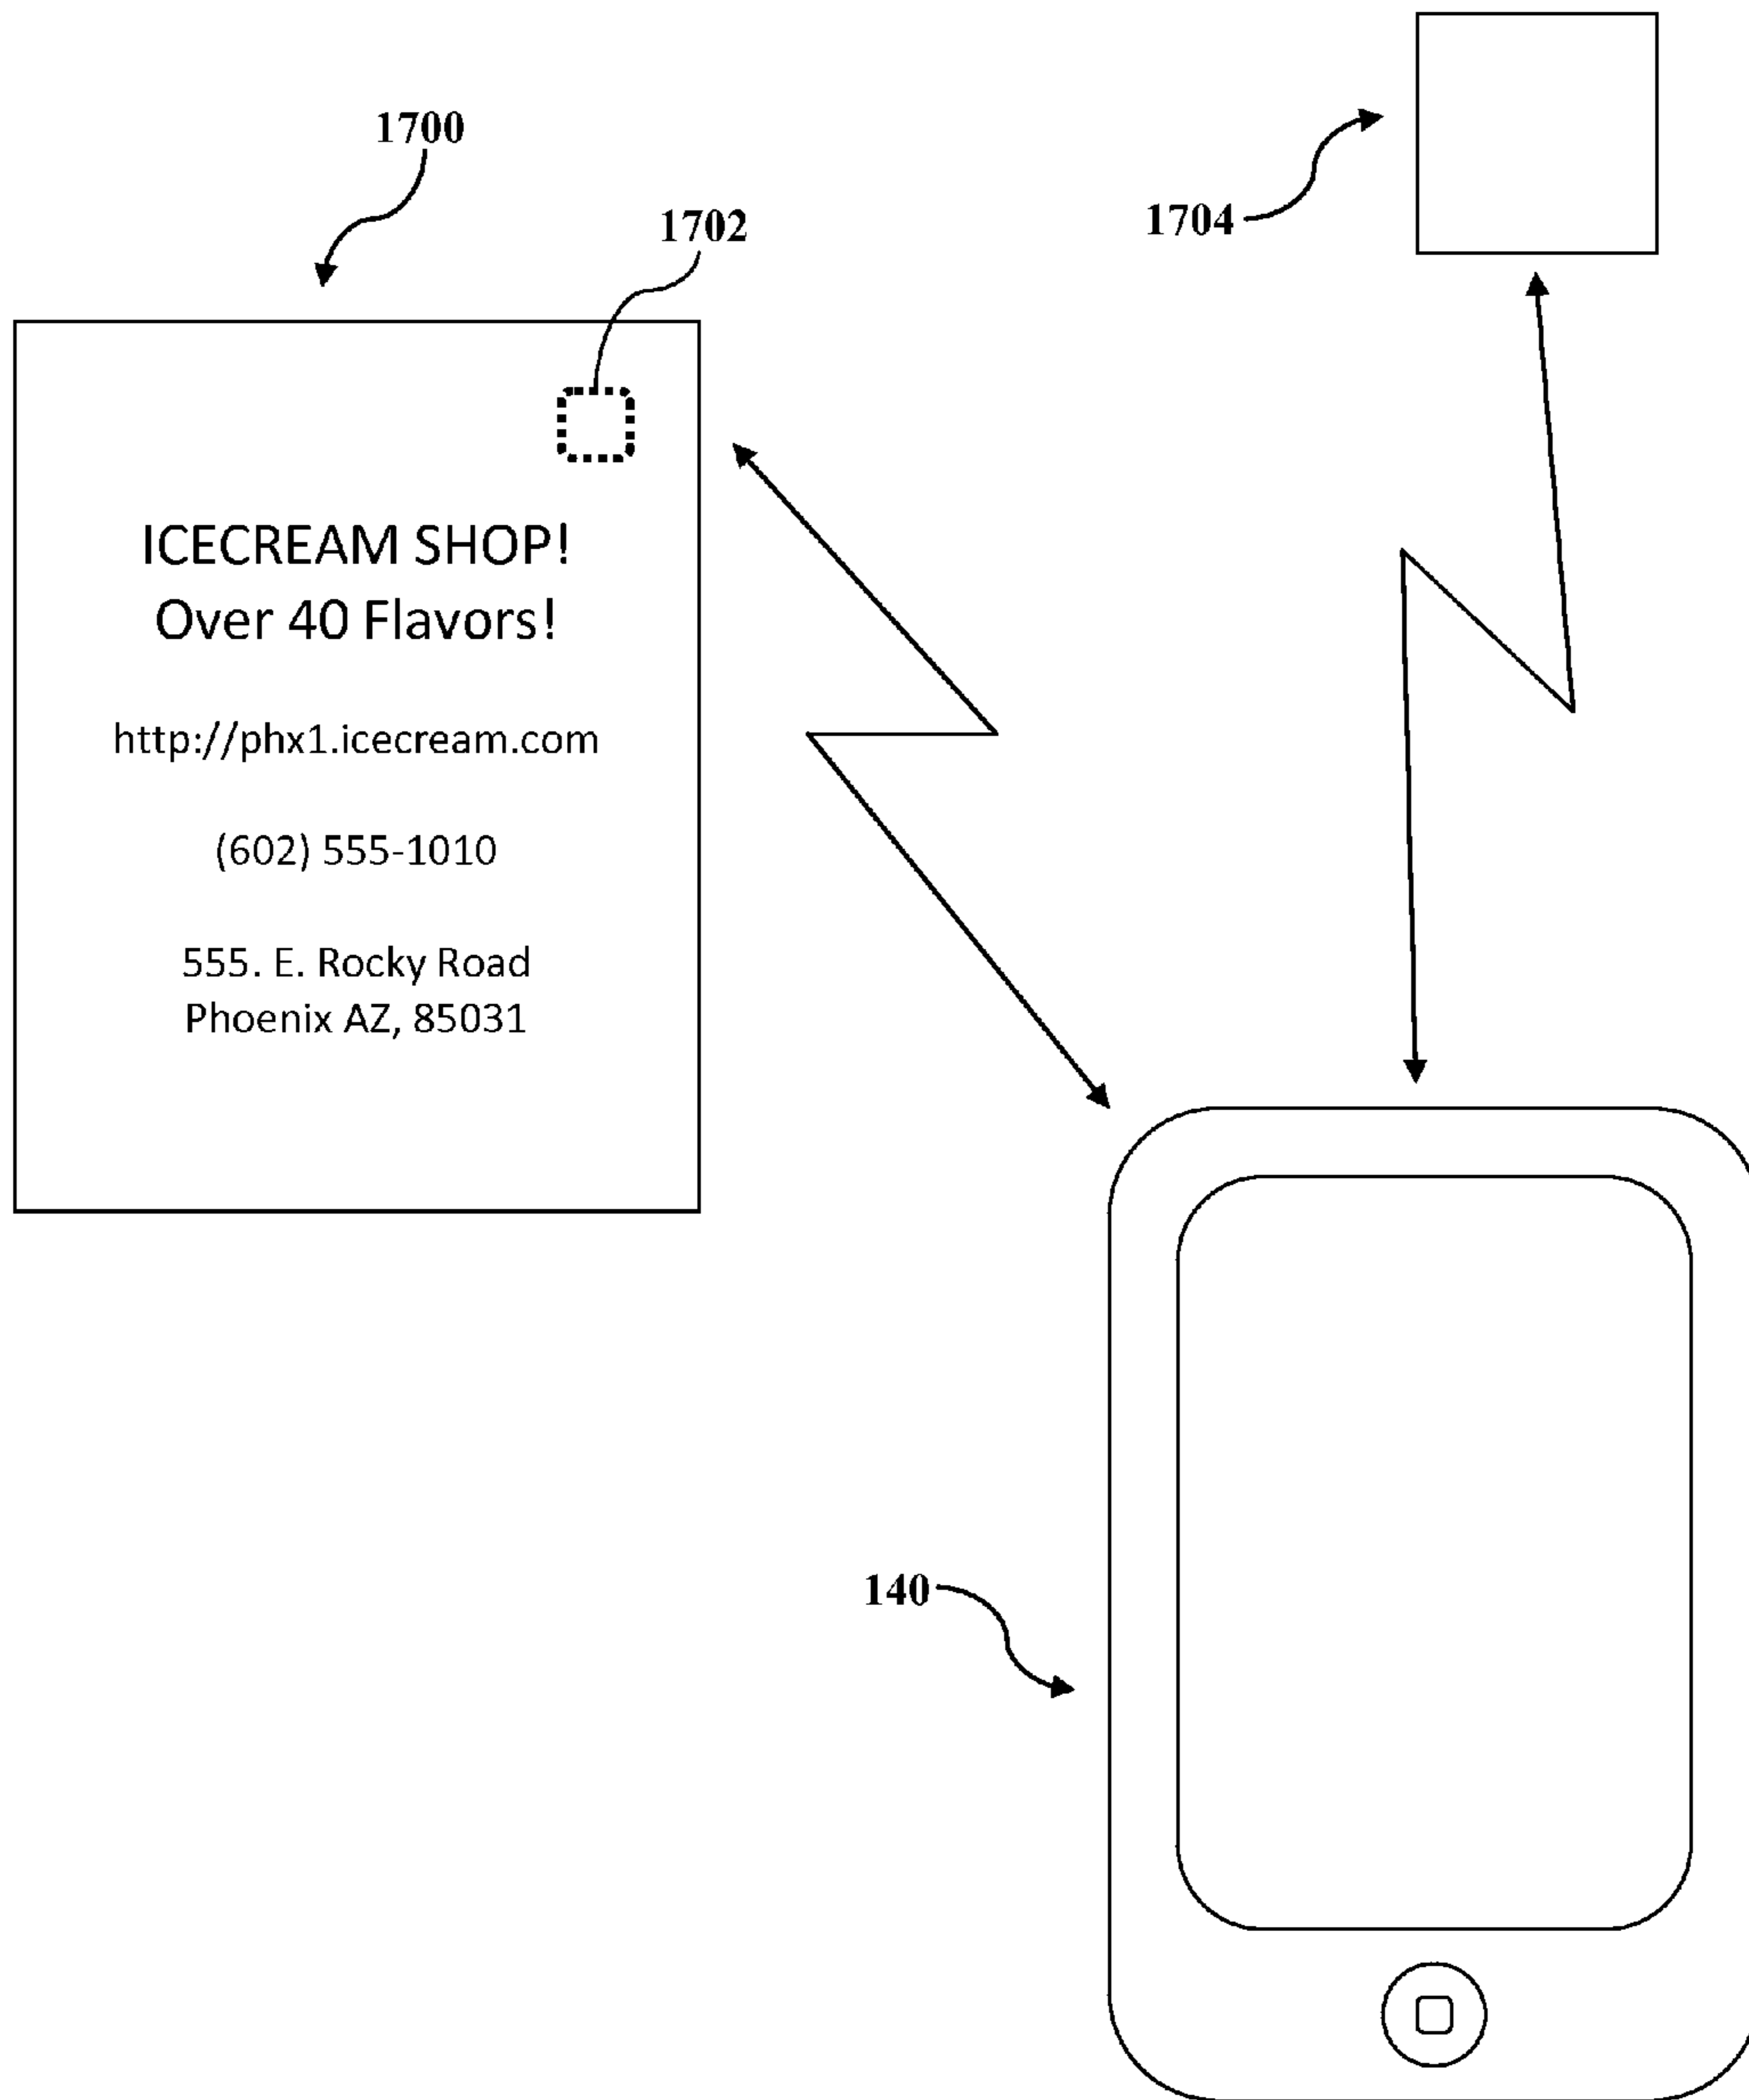 1700
1702
1704
ICECREAM SHOP!
Over 40 Flavors!
http://phx1.icecream.com
(602) 555-1010
555. E. Rocky Road
Phoenix AZ, 85031
140